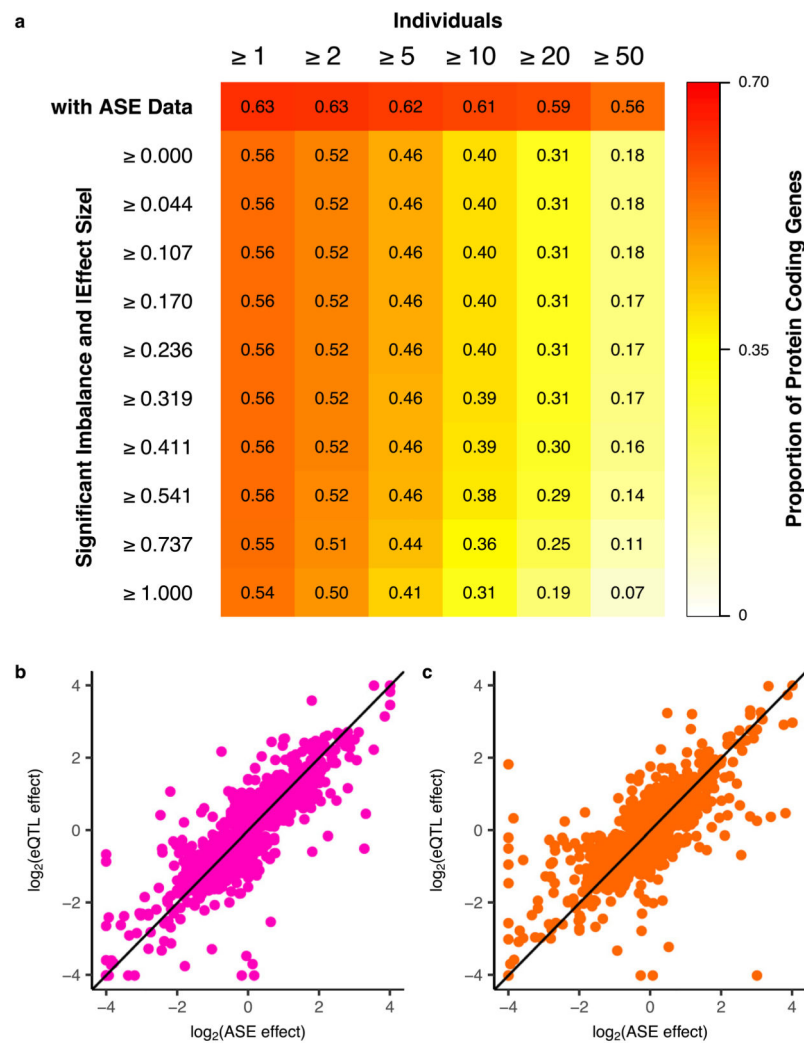 a
Individuals
≥ 1 ≥ 2 ≥ 5 ≥ 10 ≥ 20 ≥ 50
with ASE Data 0.63 0.63 0.62 0.61 0.59 0.56
≥ 0.000 0.56 0.52 0.46 0.40 0.31 0.18
≥ 0.044 0.56 0.52 0.46 0.40 0.31 0.18
≥ 0.107 0.56 0.52 0.46 0.40 0.31 0.18
≥ 0.170 0.56 0.52 0.46 0.40 0.31 0.17
≥ 0.236 0.56 0.52 0.46 0.40 0.31 0.17
≥ 0.319 0.56 0.52 0.46 0.39 0.31 0.17
≥ 0.411 0.56 0.52 0.46 0.39 0.30 0.16
≥ 0.541 0.56 0.52 0.46 0.38 0.29 0.14
≥ 0.737 0.55 0.51 0.44 0.36 0.25 0.11
≥ 1.000 0.54 0.50 0.41 0.31 0.19 0.07
Significant Imbalance and |Effect Size|
0.70
0.35
0
Proportion of Protein Coding Genes
b
4
2
0
−2
−4
log₂(eQTL effect)
−4 −2 0 2 4
log₂(ASE effect)
c
4
2
0
−2
−4
log₂(eQTL effect)
−4 −2 0 2 4
log₂(ASE effect)